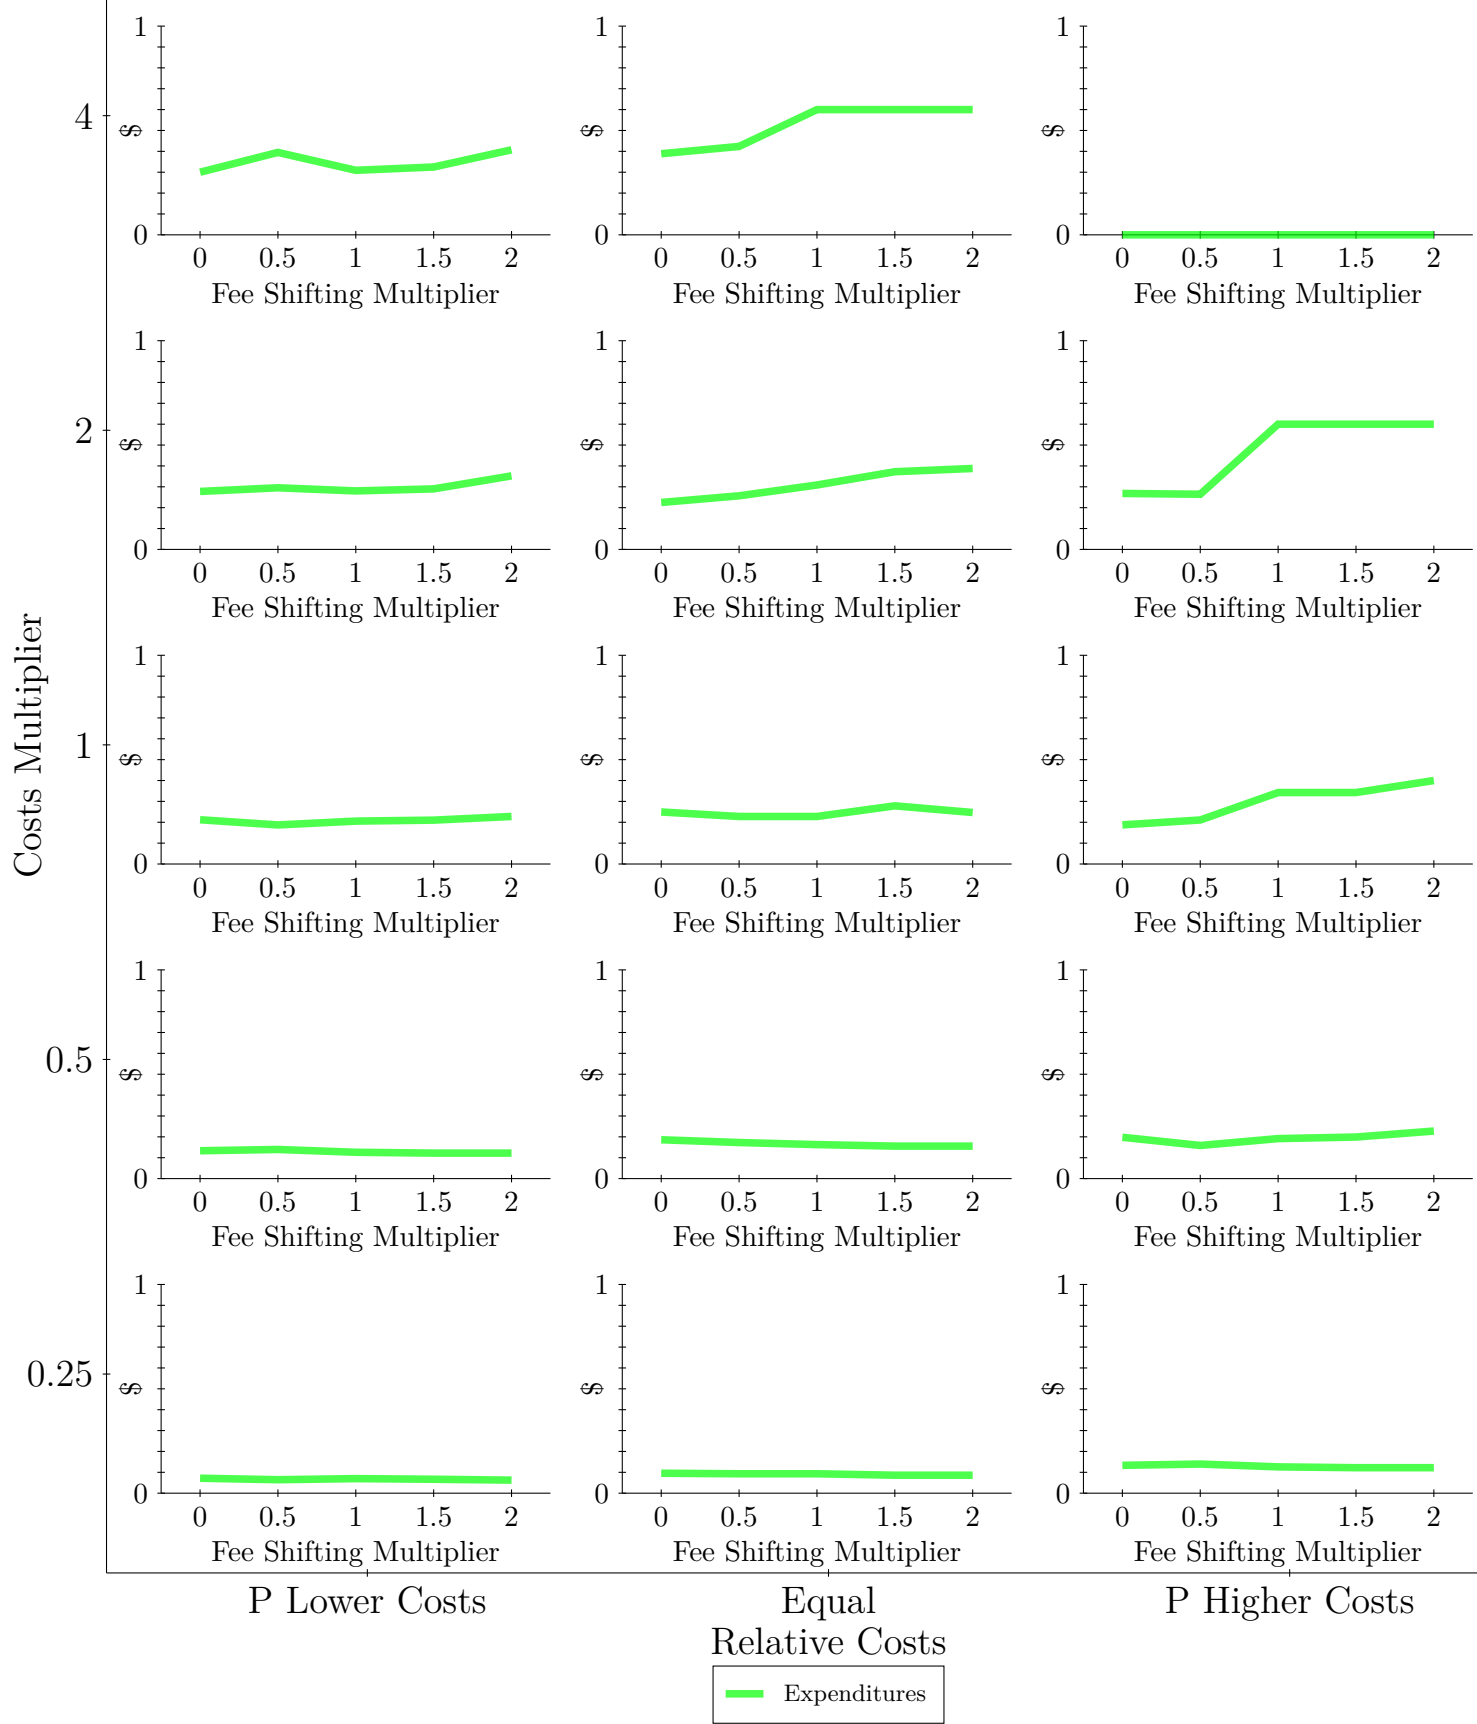 Costs Multiplier
4
1 1 1
$ $ $
0 0 0
0 0.5 1 1.5 2 0 0.5 1 1.5 2 0 0.5 1 1.5 2
Fee Shifting Multiplier Fee Shifting Multiplier Fee Shifting Multiplier
2
1 1 1
$ $ $
0 0 0
0 0.5 1 1.5 2 0 0.5 1 1.5 2 0 0.5 1 1.5 2
Fee Shifting Multiplier Fee Shifting Multiplier Fee Shifting Multiplier
1
1 1 1
$ $ $
0 0 0
0 0.5 1 1.5 2 0 0.5 1 1.5 2 0 0.5 1 1.5 2
Fee Shifting Multiplier Fee Shifting Multiplier Fee Shifting Multiplier
0.5
1 1 1
$ $ $
0 0 0
0 0.5 1 1.5 2 0 0.5 1 1.5 2 0 0.5 1 1.5 2
Fee Shifting Multiplier Fee Shifting Multiplier Fee Shifting Multiplier
0.25
1 1 1
$ $ $
0 0 0
0 0.5 1 1.5 2 0 0.5 1 1.5 2 0 0.5 1 1.5 2
Fee Shifting Multiplier Fee Shifting Multiplier Fee Shifting Multiplier
P Lower Costs Equal P Higher Costs
Relative Costs
Expenditures